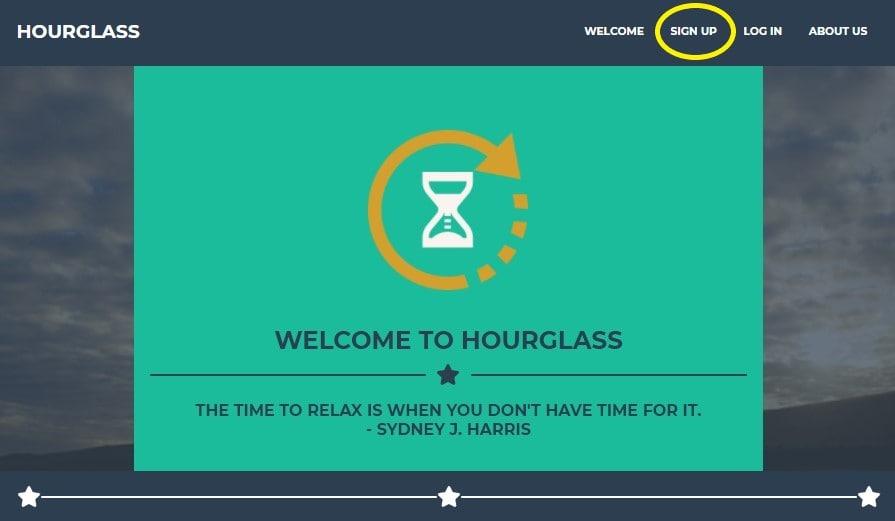 HOURGLASS
WELCOME SIGN UP LOG IN ABOUT US
WELCOME TO HOURGLASS
THE TIME TO RELAX IS WHEN YOU DON'T HAVE TIME FOR IT.
- SYDNEY J. HARRIS